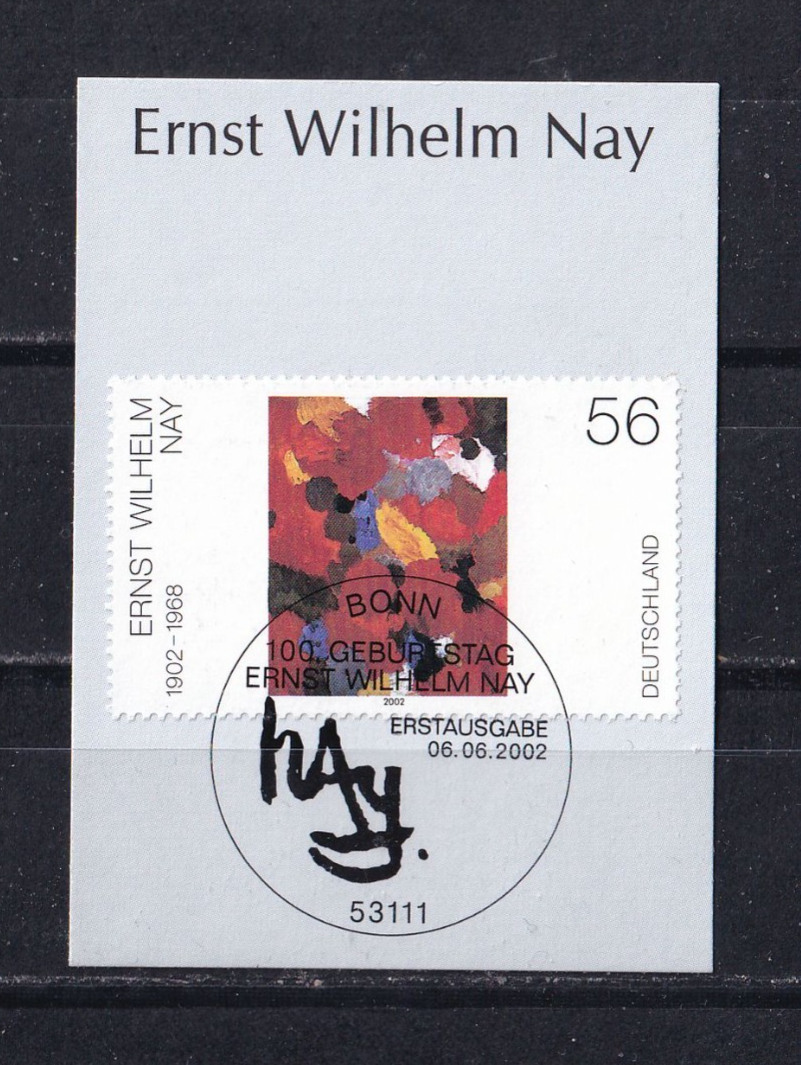 Ernst Wilhelm Nay
ERNST WILHELM
NAY
1902–1968
56
DEUTSCHLAND
2002
BONN
100. GEBURTSTAG
ERNST WILHELM NAY
ERSTAUSGABE
06.06.2002
nAy.
53111